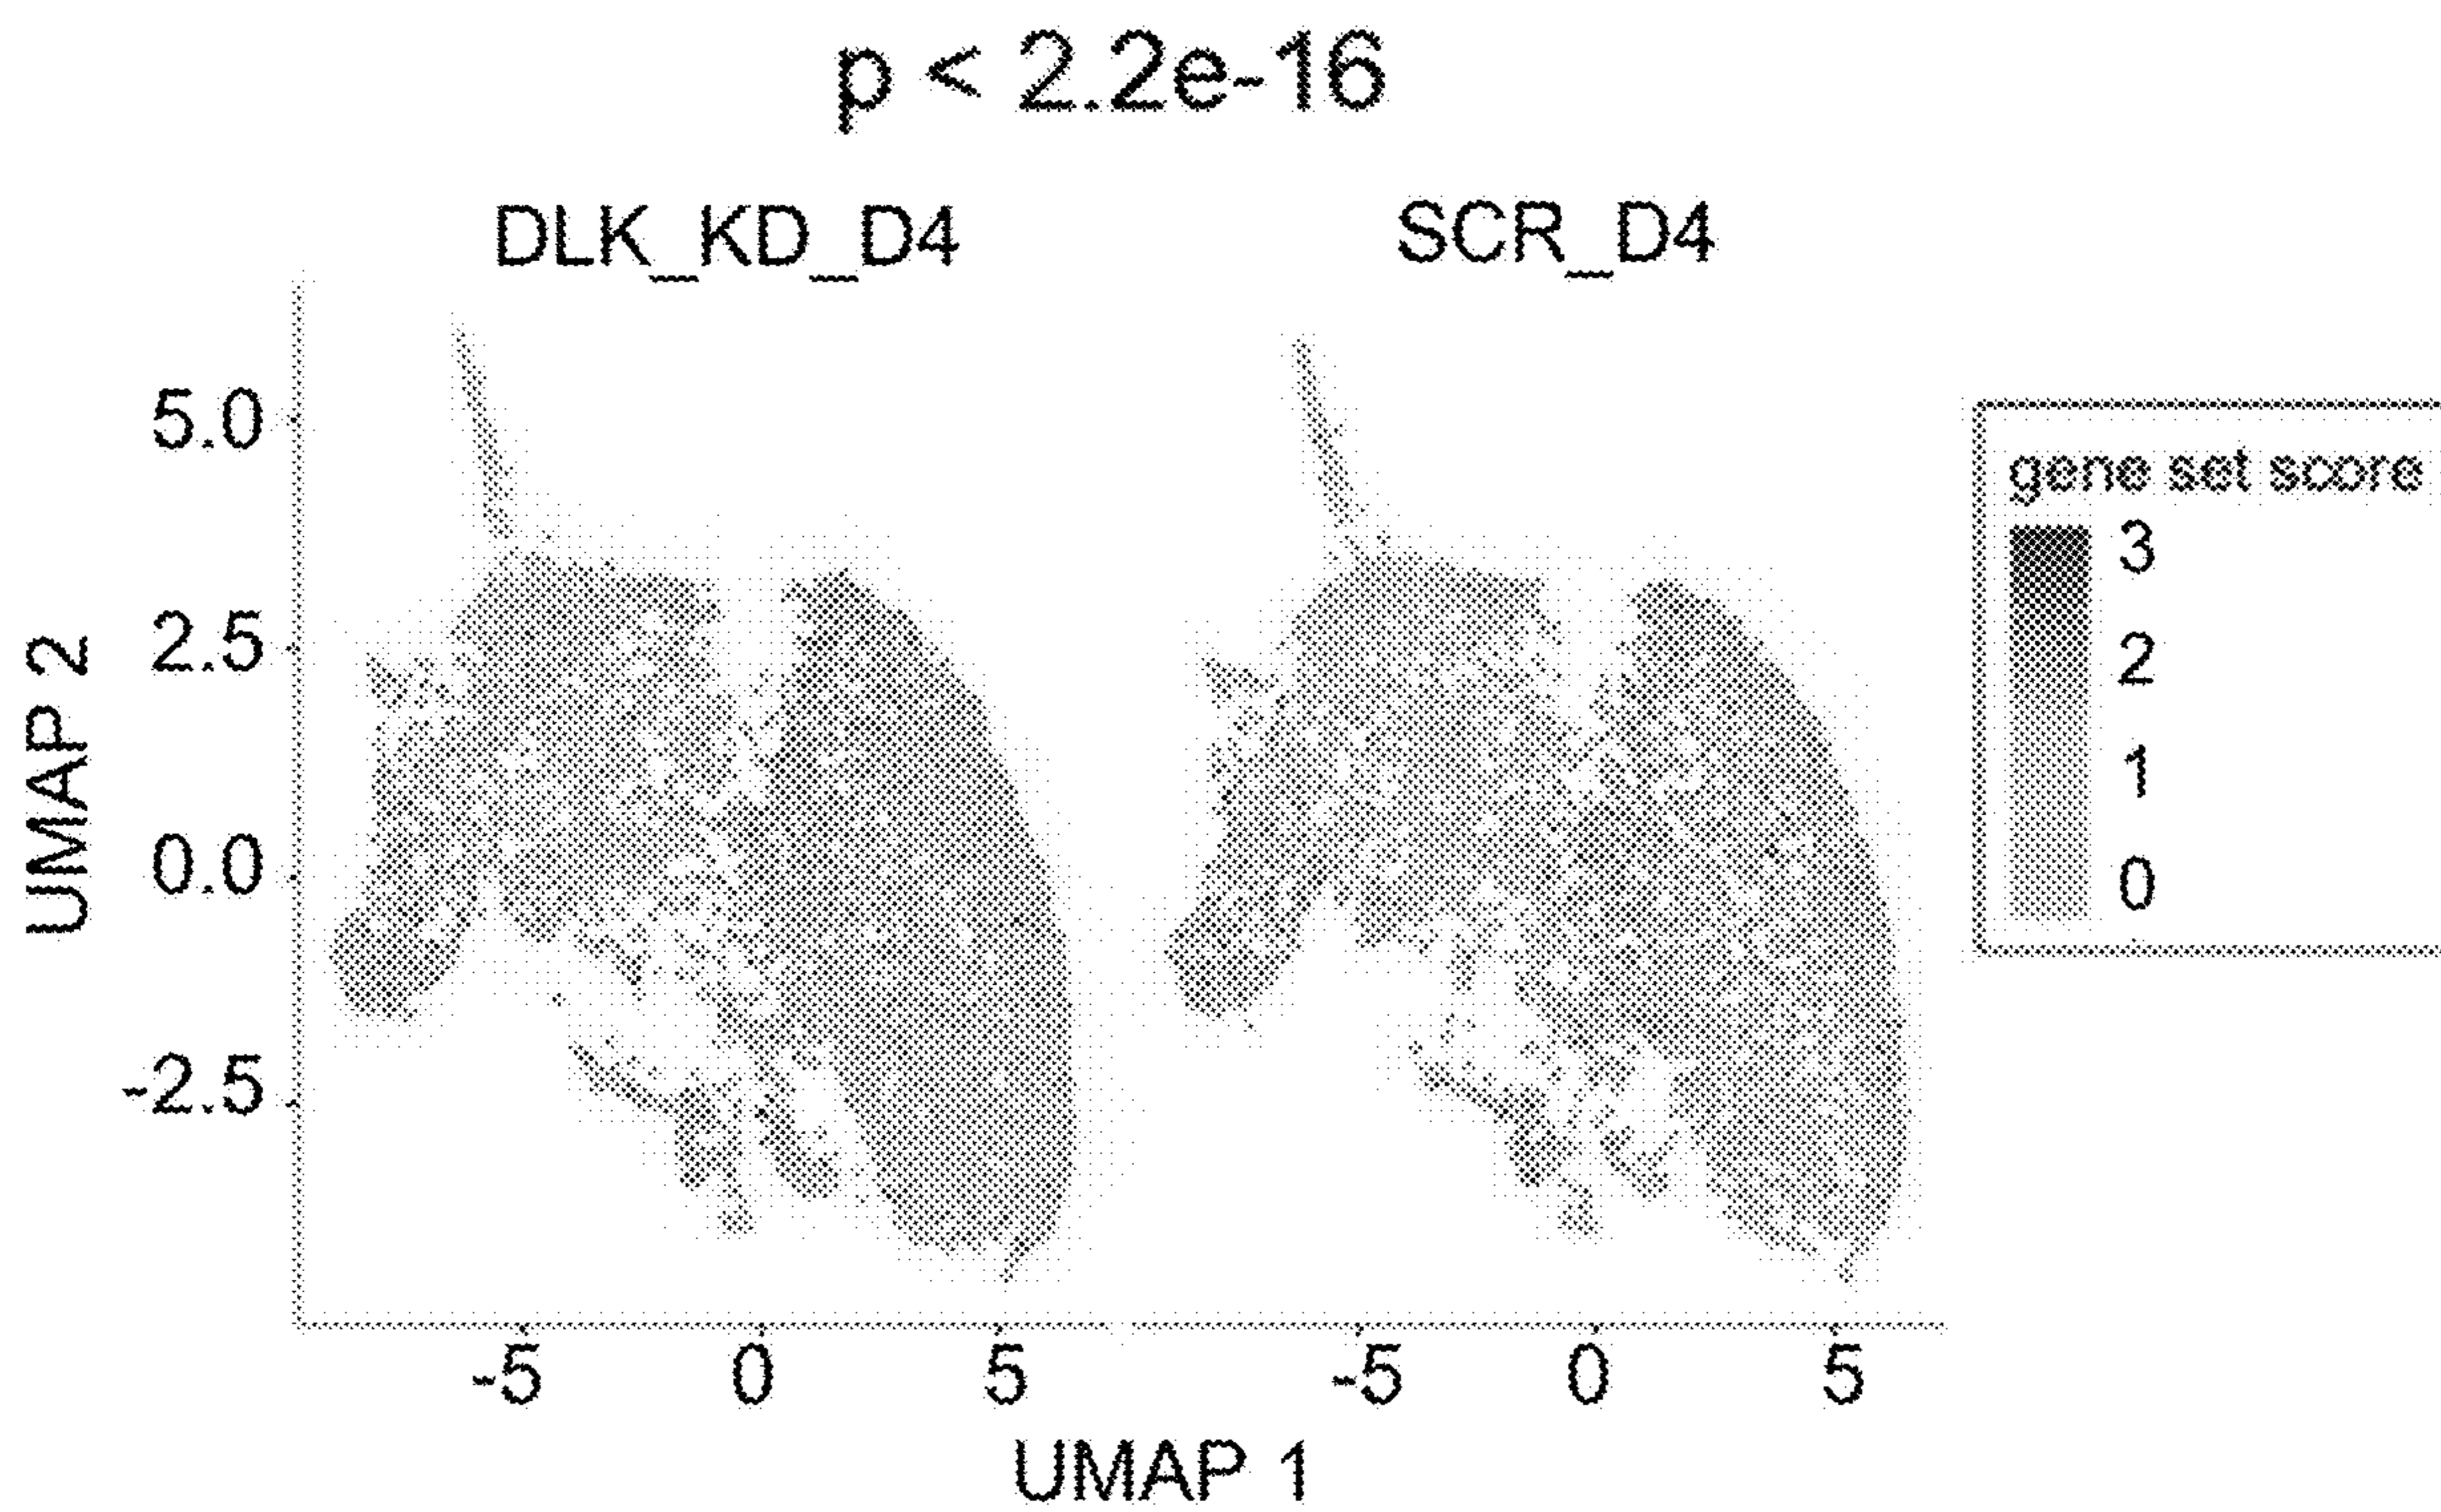 p < 2.2e-16
DLK_KD_D4
SCR_D4
UMAP 2
5.0
2.5
0.0
-2.5
gene set score
3
2
1
0
-5 0 5
-5 0 5
UMAP 1